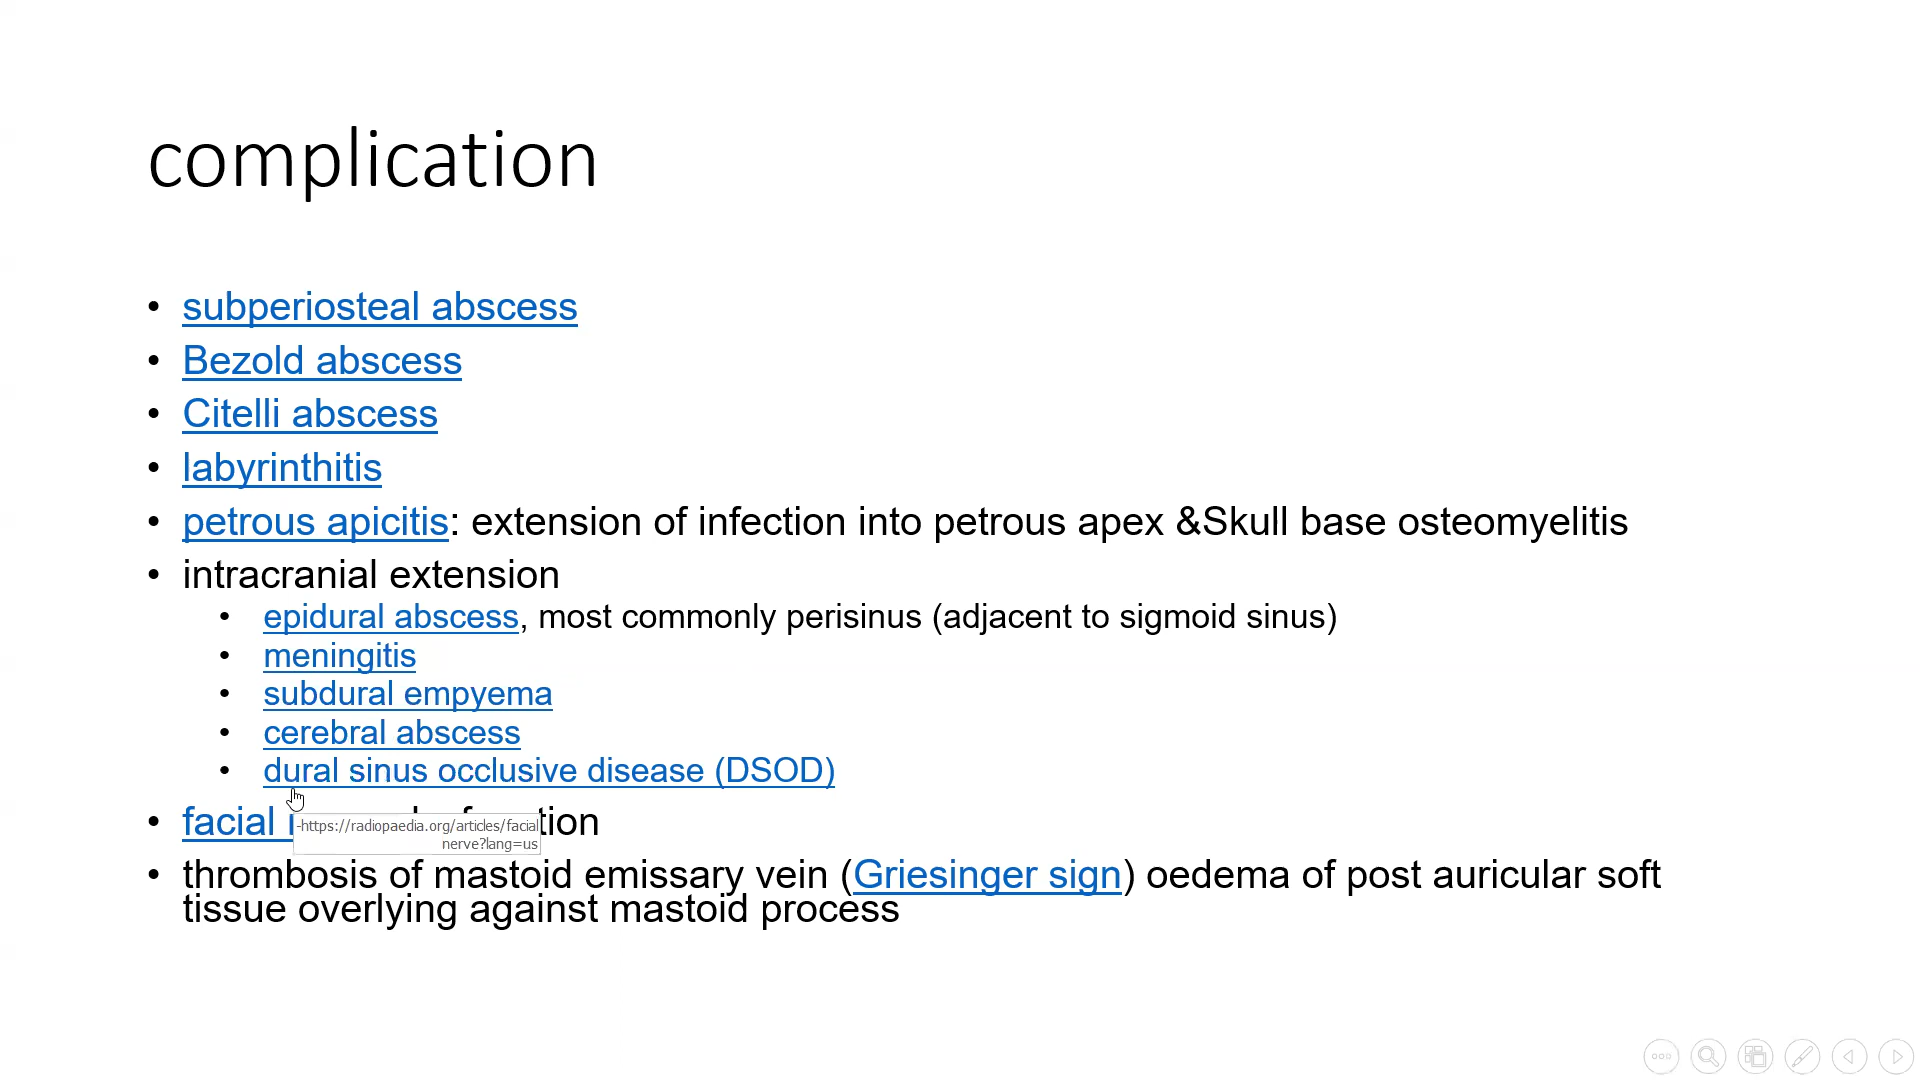 complication
• subperiosteal abscess
• Bezold abscess
• Citelli abscess
• labyrinthitis
• petrous apicitis: extension of infection into petrous apex &Skull base osteomyelitis
• intracranial extension
• epidural abscess, most commonly perisinus (adjacent to sigmoid sinus)
• meningitis
• subdural empyema
• cerebral abscess
• dural sinus occlusive disease (DSOD)
• facial tion
-https://radiopaedia.org/articles/facial
nerve?lang=us
• thrombosis of mastoid emissary vein (Griesinger sign) oedema of post auricular soft
tissue overlying against mastoid process